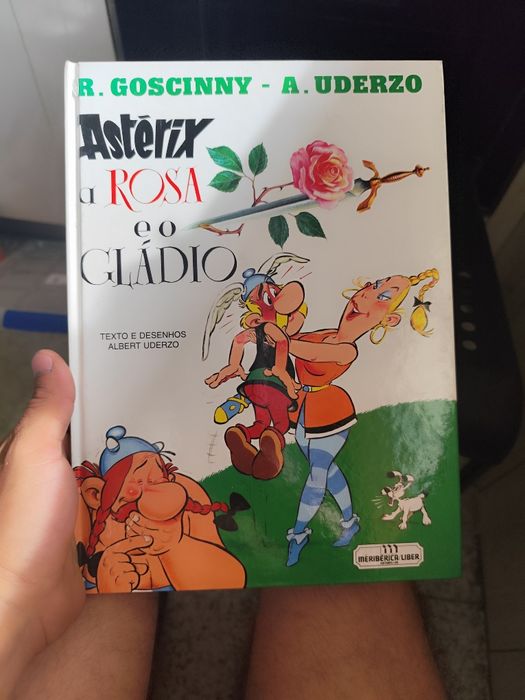 R. GOSCINNY - A. UDERZO
Astérix
a ROSA
e o
GLÁDIO
TEXTO E DESENHOS
ALBERT UDERZO
MERIBÉRICA/LIBER